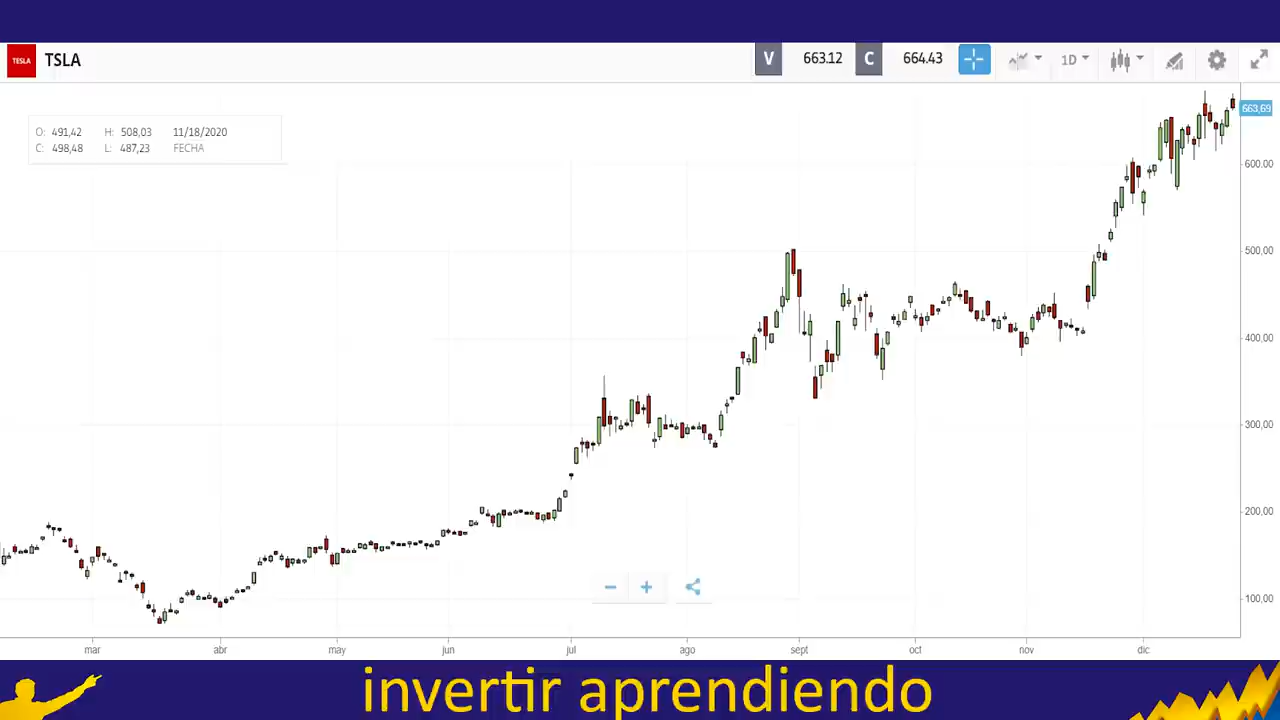 TESLA TSLA V 663.12 C 664.43 1D
663,69
O: 491,42 H: 508,03 11/18/2020
C: 498,48 L: 487,23 FECHA
600,00
500,00
400,00
300,00
200,00
100,00
mar abr may jun jul ago sept oct nov dic
invertir aprendiendo